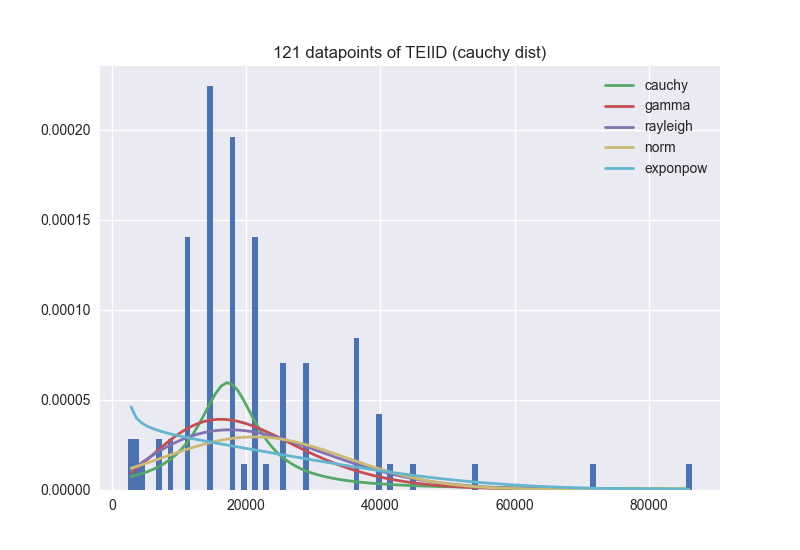 121 datapoints of TEIID (cauchy dist)
cauchy
gamma
rayleigh
norm
exponpow
0.00020
0.00015
0.00010
0.00005
0.00000
0
20000
40000
60000
80000